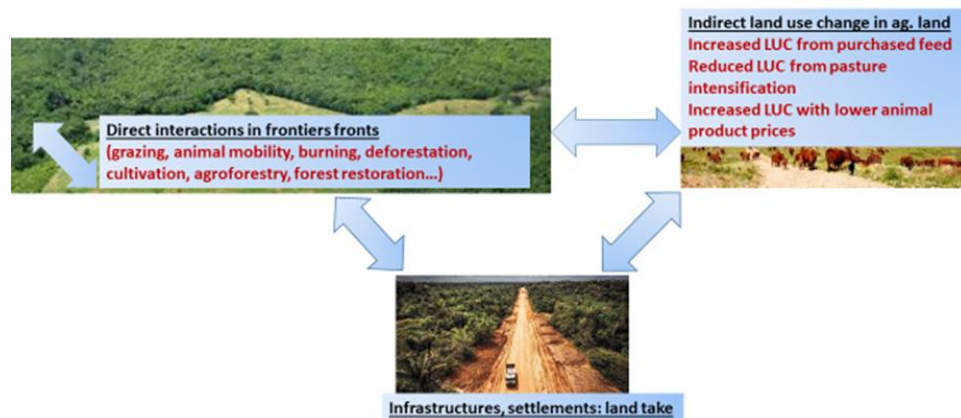 Indirect land use change in ag. land
Increased LUC from purchased feed
Reduced LUC from pasture
intensification
Increased LUC with lower animal
product prices
Direct interactions in frontiers fronts
(grazing, animal mobility, burning, deforestation,
cultivation, agroforestry, forest restoration...)
Infrastructures, settlements: land take